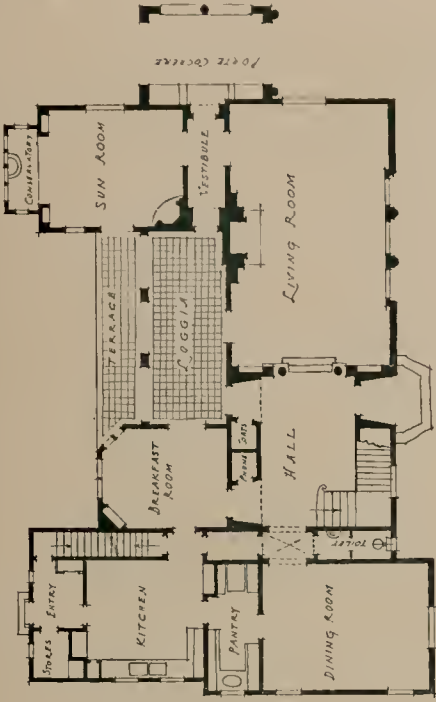 PORTE COCHERE
CONSERVATORY
SUN ROOM
VESTIBULE
LIVING ROOM
TERRACE
LOGGIA
BREAKFAST
ROOM
PHONE
COATS
HALL
TOILET
ENTRY
STORES
KITCHEN
PANTRY
DINING ROOM